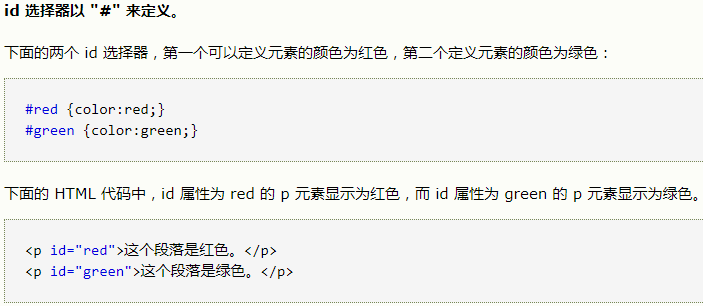 id 选择器以 "#" 来定义。
下面的两个 id 选择器，第一个可以定义元素的颜色为红色，第二个定义元素的颜色为绿色：
#red {color:red;}
#green {color:green;}
下面的 HTML 代码中，id 属性为 red 的 p 元素显示为红色，而 id 属性为 green 的 p 元素显示为绿色。
<p id="red">这个段落是红色。</p>
<p id="green">这个段落是绿色。</p>